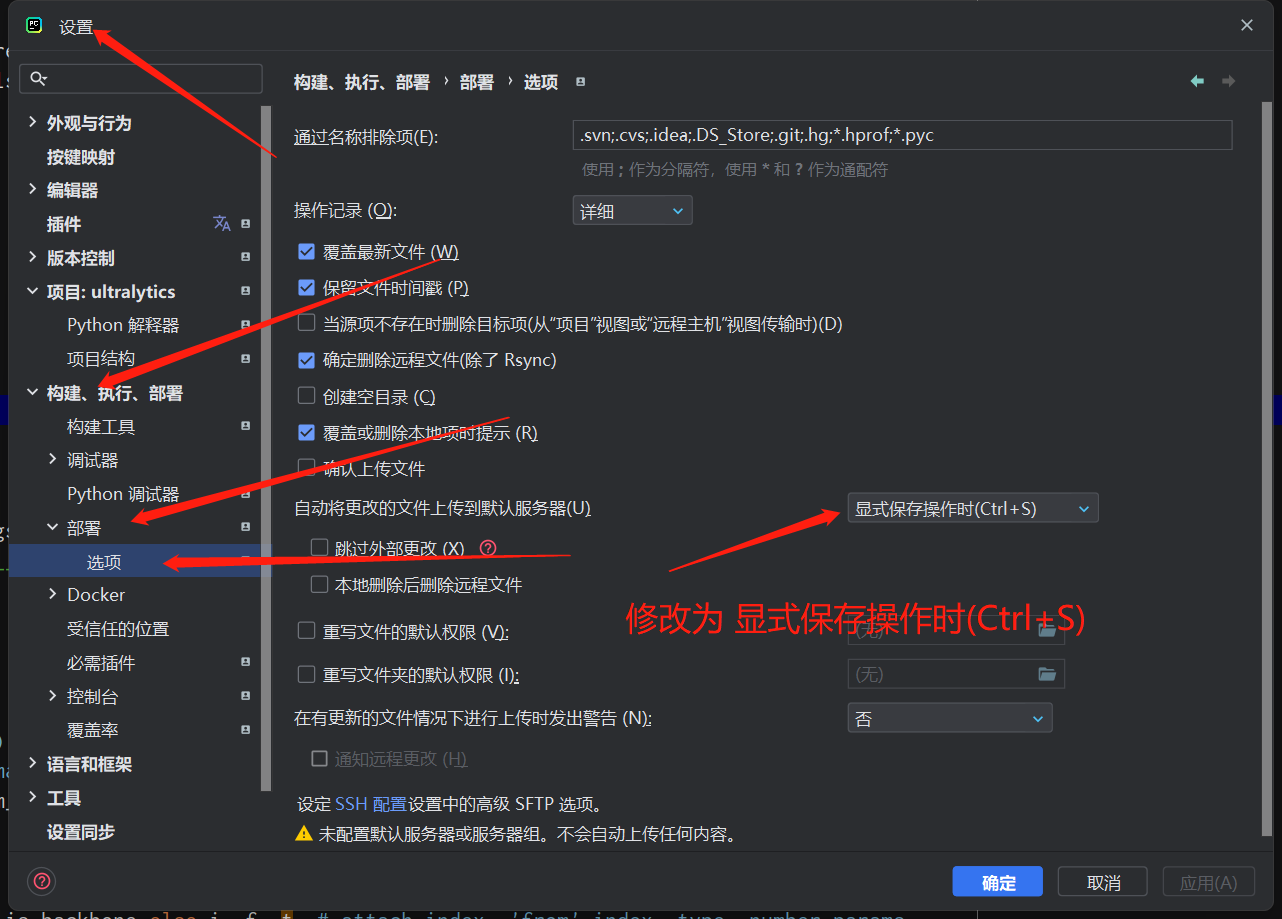 PC
设置
外观与行为
按键映射
编辑器
插件
版本控制
项目: ultralytics
Python 解释器
项目结构
构建、执行、部署
构建工具
调试器
Python 调试器
部署
选项
Docker
受信任的位置
必需插件
控制台
覆盖率
语言和框架
工具
设置同步
构建、执行、部署 › 部署 › 选项
通过名称排除项(E):
.svn;.cvs;.idea;.DS_Store;.git;.hg;*.hprof;*.pyc
使用 ; 作为分隔符，使用 * 和 ? 作为通配符
操作记录 (O):
详细
覆盖最新文件 (W)
保留文件时间戳 (P)
当源项不存在时删除目标项(从“项目”视图或“远程主机”视图传输时)(D)
确定删除远程文件(除了 Rsync)
创建空目录 (C)
覆盖或删除本地项时提示 (R)
确认上传文件
自动将更改的文件上传到默认服务器(U)
显式保存操作时(Ctrl+S)
跳过外部更改 (X)
本地删除后删除远程文件
修改为 显式保存操作时(Ctrl+S)
重写文件的默认权限 (V):
(无)
重写文件夹的默认权限 (I):
(无)
在有更新的文件情况下进行上传时发出警告 (N):
否
通知远程更改 (H)
设定 SSH 配置设置中的高级 SFTP 选项。
未配置默认服务器或服务器组。不会自动上传任何内容。
确定
取消
应用(A)